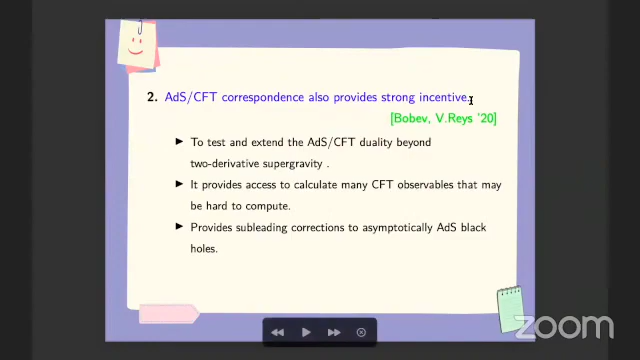 2. AdS/CFT correspondence also provides strong incentive.
[Bobev, V.Reys '20]
▶ To test and extend the AdS/CFT duality beyond
two-derivative supergravity .
▶ It provides access to calculate many CFT observables that may
be hard to compute.
▶ Provides subleading corrections to asymptotically AdS black
holes.
zoom